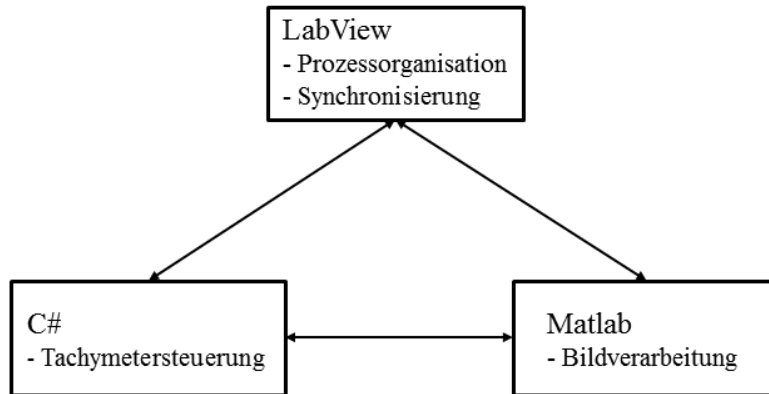 LabView
- Prozessorganisation
- Synchronisierung
C#
- Tachymetersteuerung
Matlab
- Bildverarbeitung